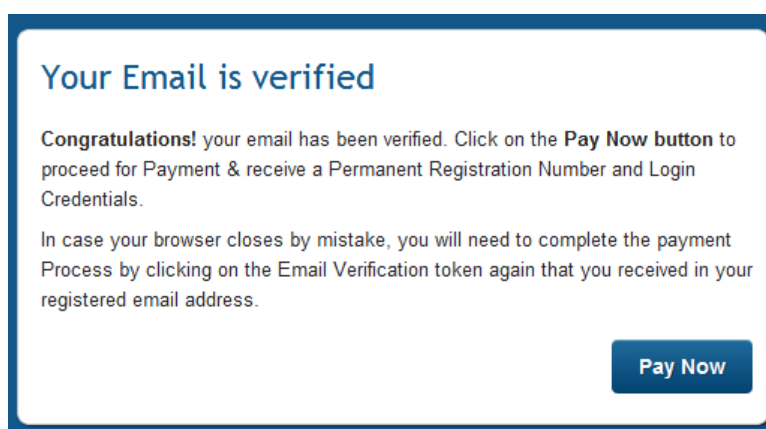 Your Email is verified
Congratulations! your email has been verified. Click on the Pay Now button to
proceed for Payment & receive a Permanent Registration Number and Login
Credentials.
In case your browser closes by mistake, you will need to complete the payment
Process by clicking on the Email Verification token again that you received in your
registered email address.
Pay Now